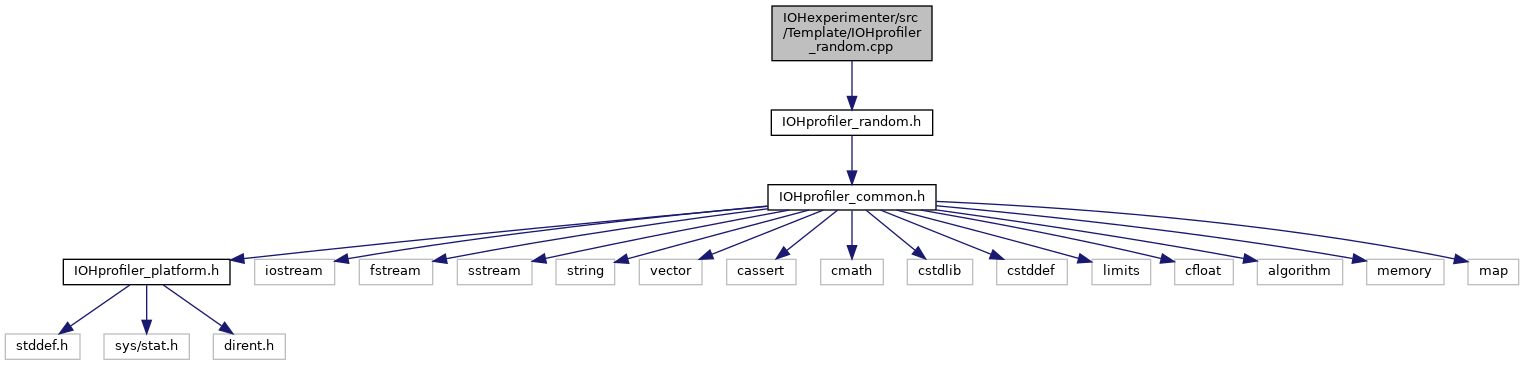 IOHexperimenter/src
/Template/IOHprofiler
_random.cpp
IOHprofiler_random.h
IOHprofiler_common.h
IOHprofiler_platform.h
iostream
fstream
sstream
string
vector
cassert
cmath
cstdlib
cstddef
limits
cfloat
algorithm
memory
map
stddef.h
sys/stat.h
dirent.h